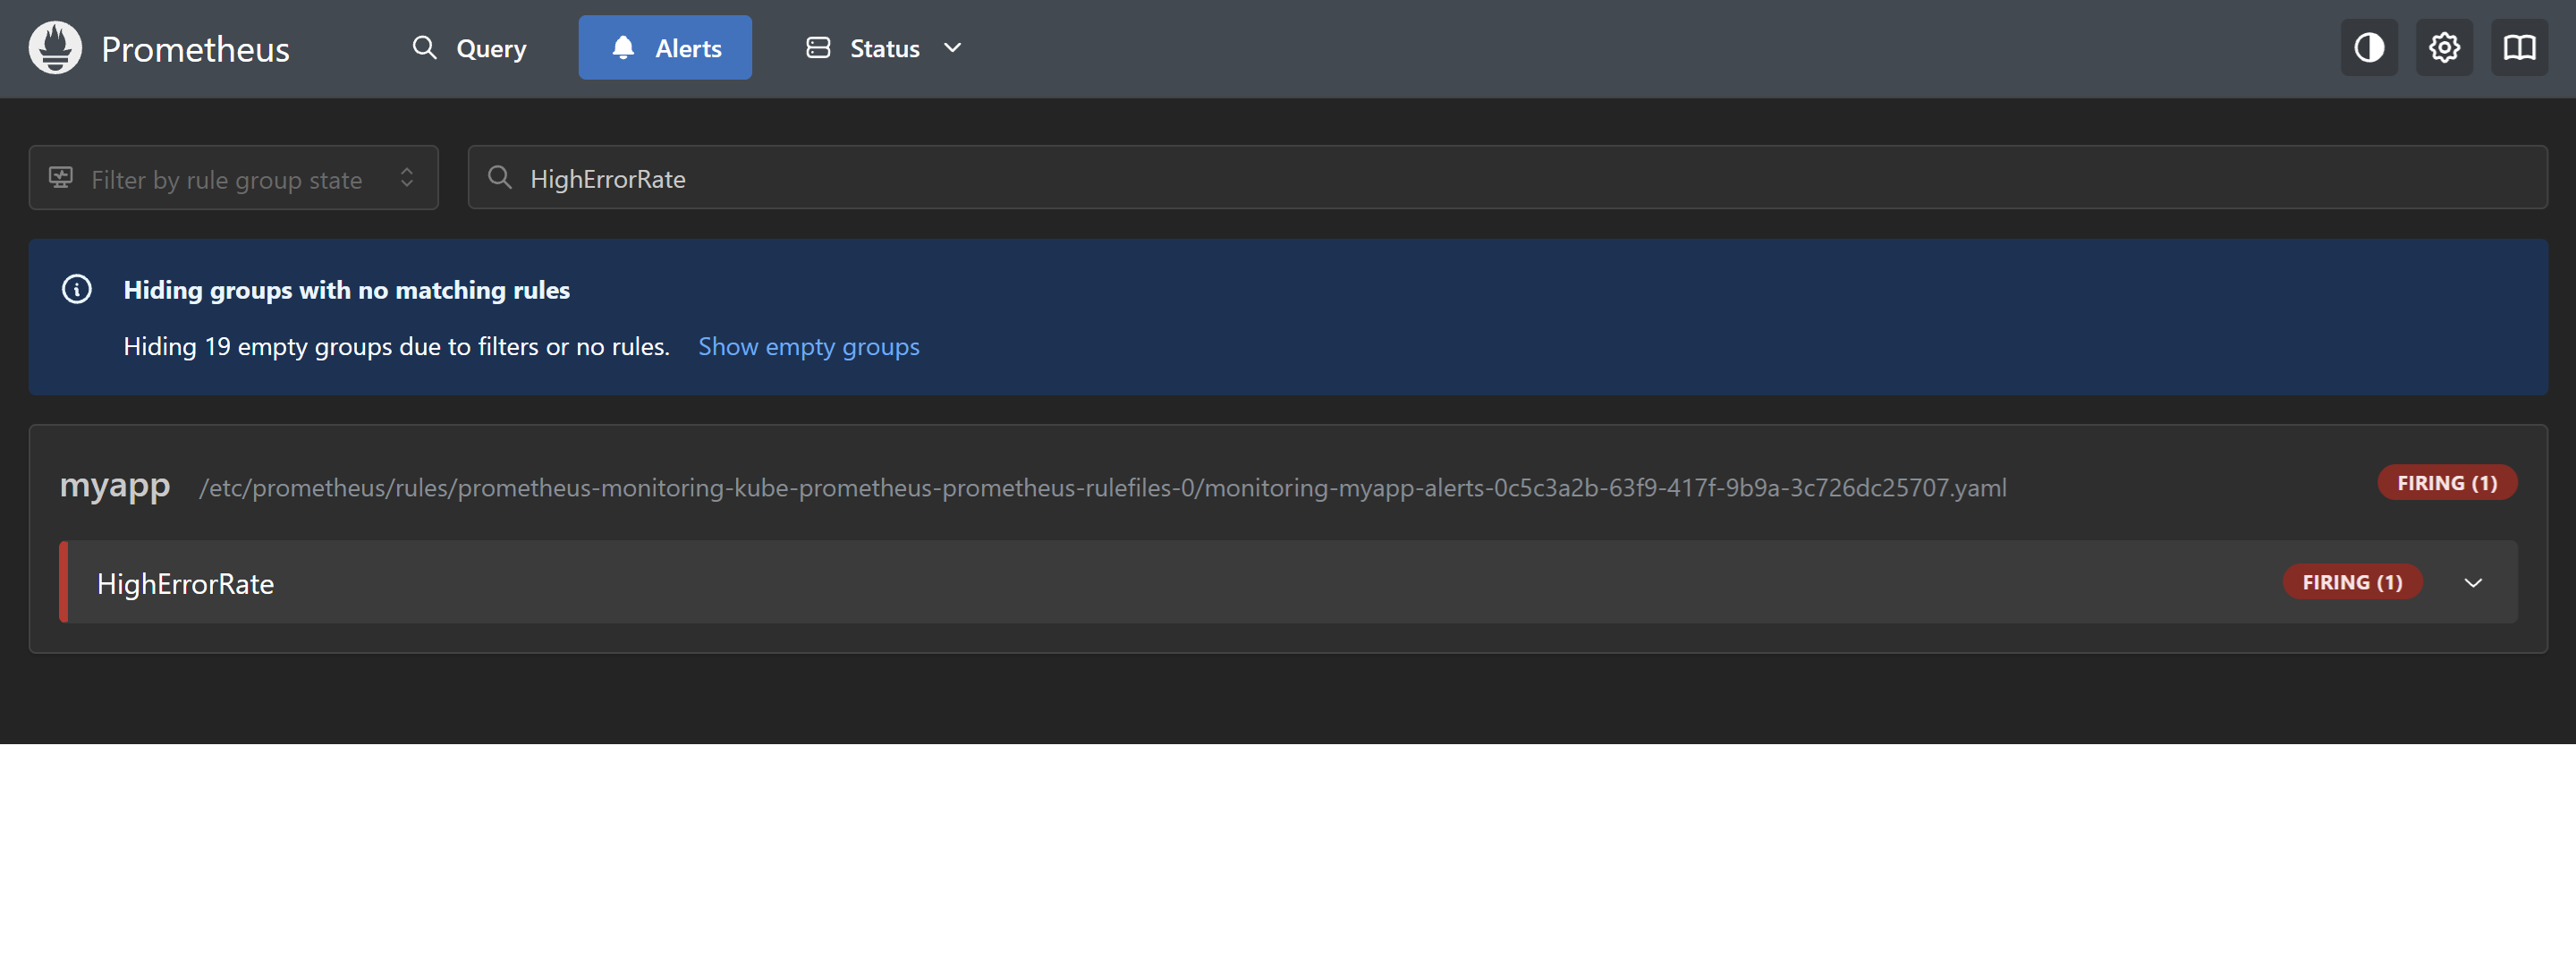 Prometheus Query Alerts Status
Filter by rule group state HighErrorRate
Hiding groups with no matching rules
Hiding 19 empty groups due to filters or no rules. Show empty groups
myapp /etc/prometheus/rules/prometheus-monitoring-kube-prometheus-prometheus-rulefiles-0/monitoring-myapp-alerts-0c5c3a2b-63f9-417f-9b9a-3c726dc25707.yaml FIRING (1)
HighErrorRate FIRING (1)